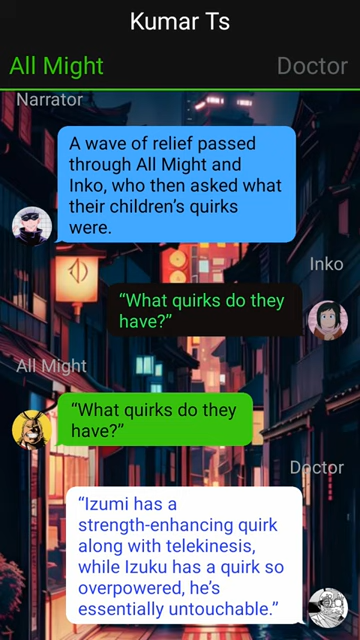 Kumar Ts
All Might Doctor
Narrator
A wave of relief passed
through All Might and
Inko, who then asked what
their children’s quirks
were.
Inko
“What quirks do they
have?”
All Might
“What quirks do they
have?”
Doctor
“Izumi has a
strength-enhancing quirk
along with telekinesis,
while Izuku has a quirk so
overpowered, he’s
essentially untouchable.”